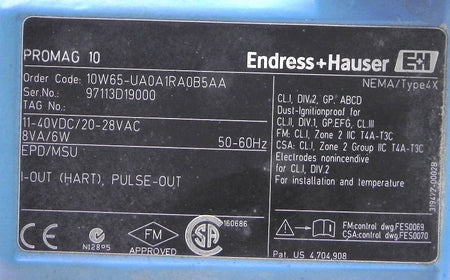 PROMAG 10
Endress+Hauser E+H
Order Code: 10W65-UA0A1RA0B5AA
Ser.No.: 97113D19000
TAG No.:
NEMA/Type4X
11-40VDC/20-28VAC
8VA/6W 50-60Hz
EPD/MSU
I-OUT (HART), PULSE-OUT
CL.I, DIV.2, GP. ABCD
Dust-Ignitionproof for
CL.II, DIV.1, GP.EFG, CL.III
FM: CL.I, Zone 2 IIC T4A-T3C
CSA: CL.I, Zone 2 Group IIC T4A-T3C
Electrodes nonincendive
for CL.I, DIV.2
For installation and temperature
FM:control dwg.FES0069
CSA:control dwg.FES0070
Pat. US 4,704,908
N12895
FM
APPROVED
SA
160686